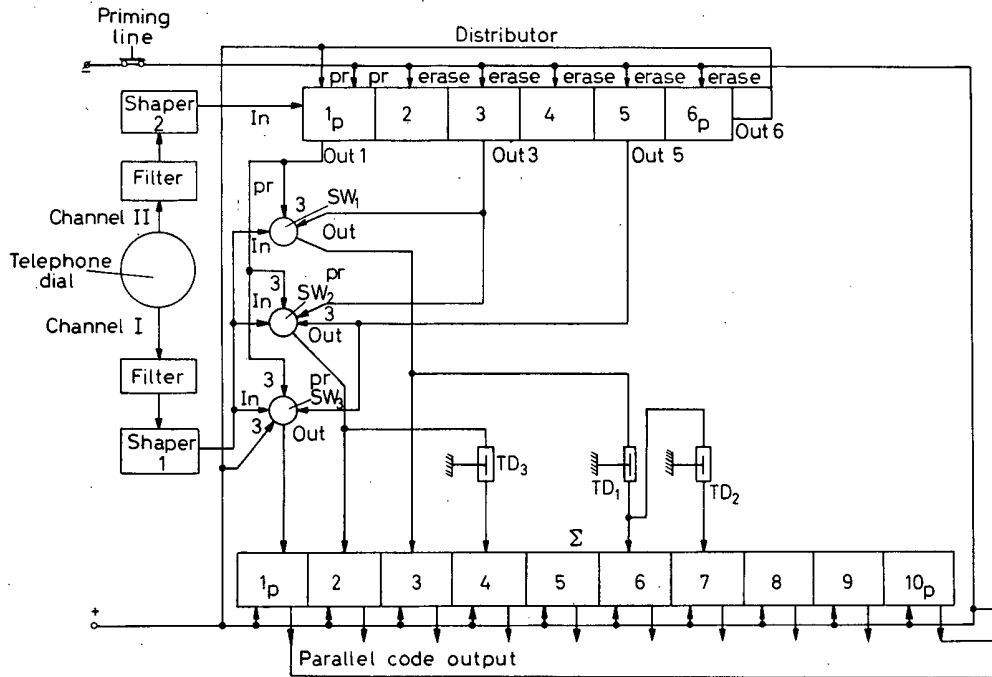 Priming
line
Distributor
pr pr erase erase erase erase erase
Shaper
2
In
1p 2 3 4 5 6p
Out 6
Out 1 Out 3 Out 5
Filter
pr
3 SW1
Channel II
In Out
Telephone
dial
pr
3
In SW2
3
Channel I
Out
Filter
pr
3
In SW3
3 Out
Shaper
1
TD3 TD1 TD2
Σ
1p 2 3 4 5 6 7 8 9 10p
+
Parallel code output